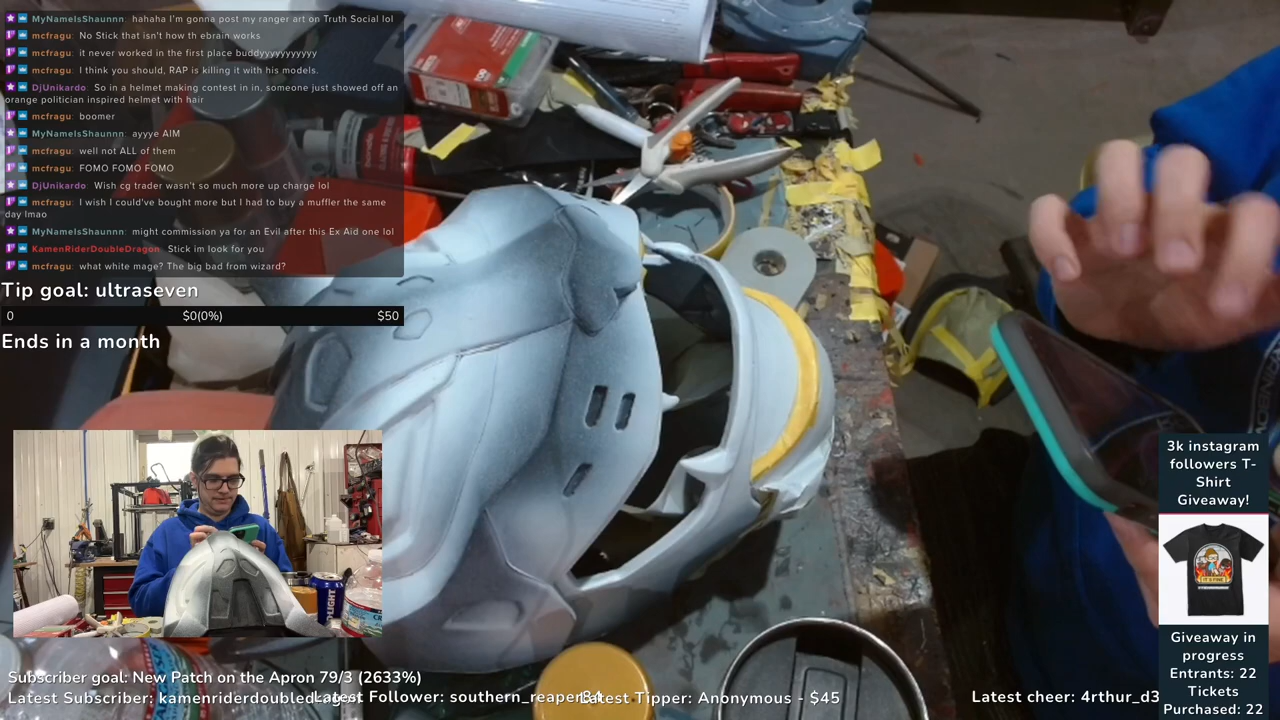 MyNameIsShaunnn: hahaha I'm gonna post my ranger art on Truth Social lol
mcfragu: No Stick that isn't how th ebrain works
mcfragu: it never worked in the first place buddyyyyyyyyyyy
mcfragu: I think you should, RAP is killing it with his models.
DjUnikardo: So in a helmet making contest in in, someone just showed off an
orange politician inspired helmet with hair
mcfragu: boomer
MyNameIsShaunnn: ayyye AIM
mcfragu: well not ALL of them
mcfragu: FOMO FOMO FOMO
DjUnikardo: Wish cg trader wasn't so much more up charge lol
mcfragu: I wish I could've bought more but I had to buy a muffler the same
day lmao
MyNameIsShaunnn: might commission ya for an Evil after this Ex Aid one lol
KamenRiderDoubleDragon: Stick im look for you
mcfragu: what white mage? The big bad from wizard?
Tip goal: ultraseven
0 $0(0%) $50
Ends in a month
3k instagram
followers T-
Shirt
Giveaway!
IT'S FINE
Giveaway in
progress
Entrants: 22
Tickets
Purchased: 22
Subscriber goal: New Patch on the Apron 79/3 (2633%)
Latest Subscriber: kamenriderdoubledragon
Latest Follower: southern_reaper84
Latest Tipper: Anonymous - $45
Latest cheer: 4rthur_d3